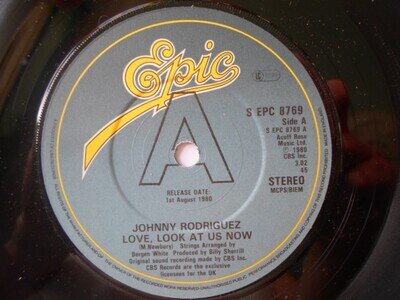 Epic
A
S EPC 8769
Side A
S EPC 8769 A
Acuff Rose
Music Ltd.
℗ 1980
CBS Inc.
3.02
45
STEREO
MCPS/BIEM
RELEASE DATE:
1st August 1980
JOHNNY RODRIGUEZ
LOVE, LOOK AT US NOW
(M.Newbury) Strings Arranged by
Bergen White Produced by Billy Sherrill
Original sound recording made by CBS Inc.
CBS Records are the exclusive
licensees for the UK